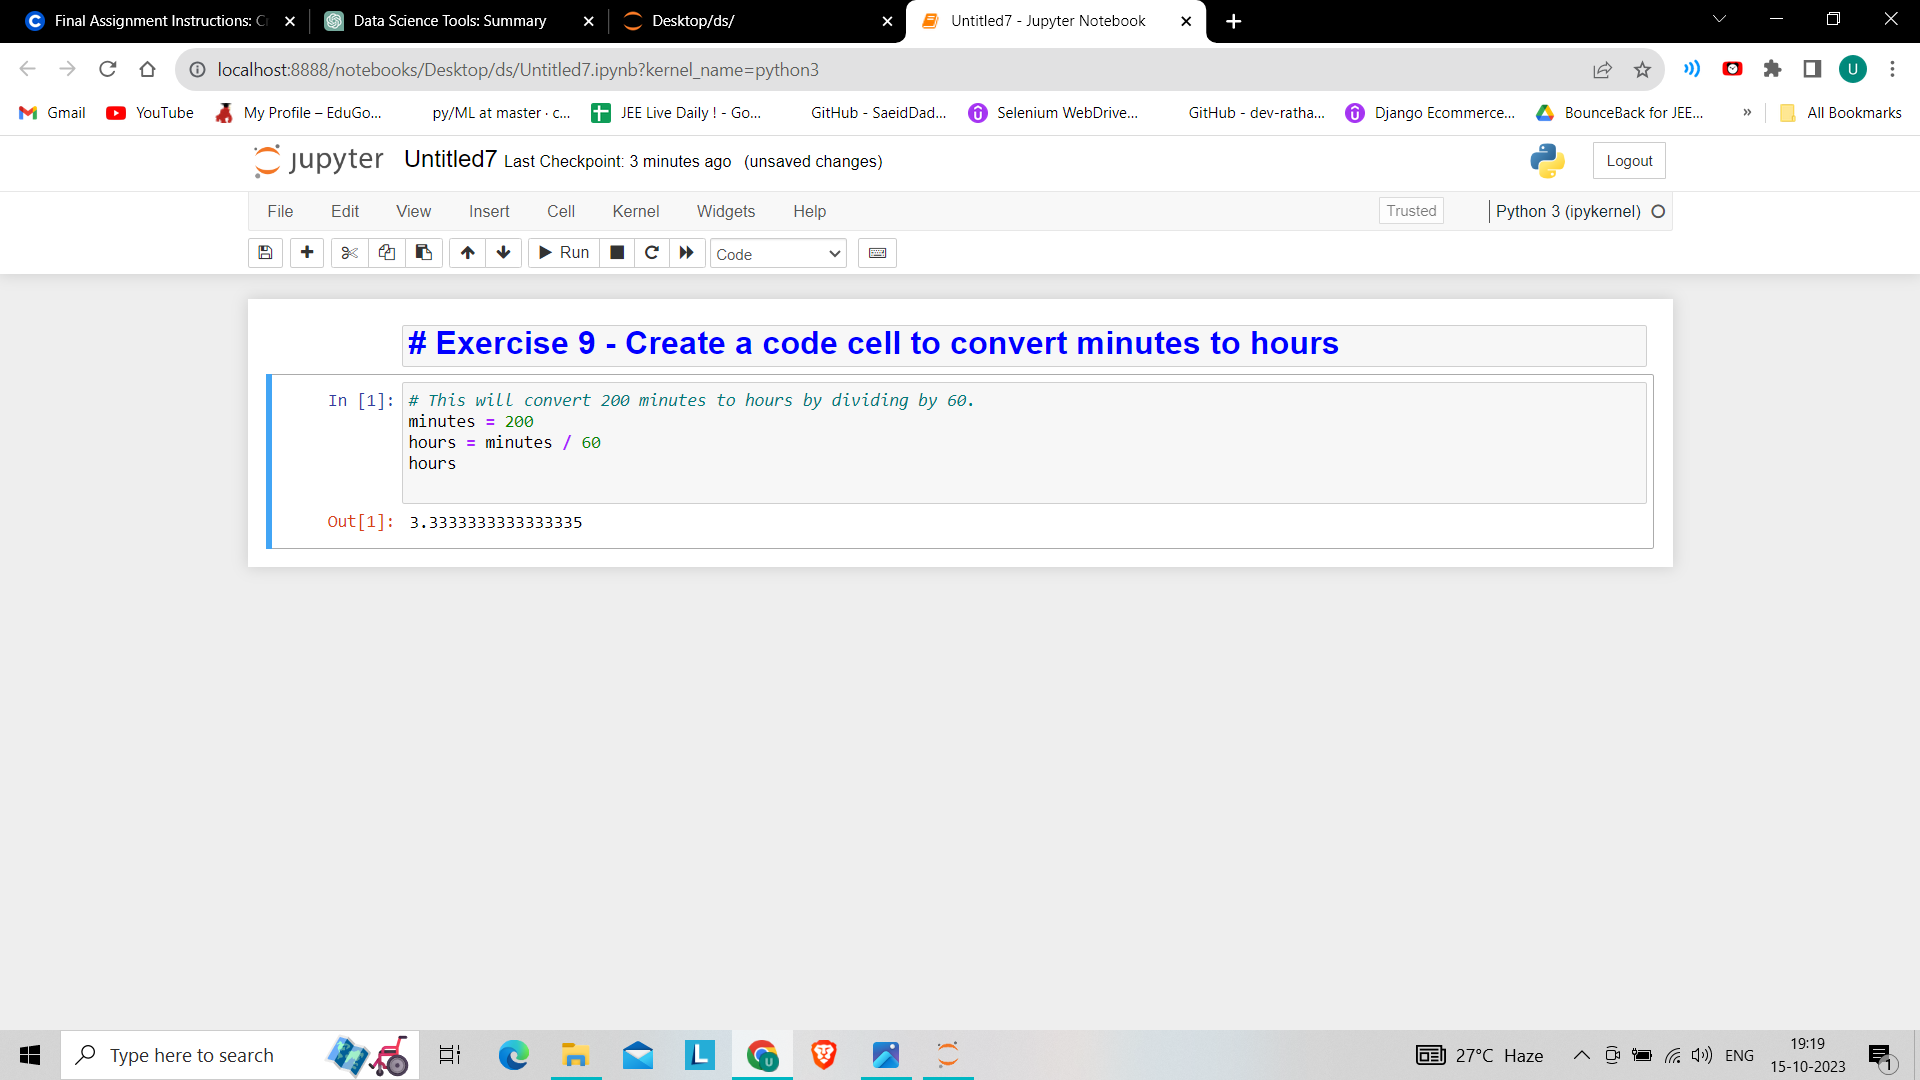 Final Assignment Instructions: C
Data Science Tools: Summary
Desktop/ds/
Untitled7 - Jupyter Notebook
localhost:8888/notebooks/Desktop/ds/Untitled7.ipynb?kernel_name=python3
U
Gmail
YouTube
My Profile – EduGo...
py/ML at master · c...
JEE Live Daily ! - Go...
GitHub - SaeidDad...
Selenium WebDrive...
GitHub - dev-ratha...
Django Ecommerce...
BounceBack for JEE...
»
All Bookmarks
jupyter
Untitled7 Last Checkpoint: 3 minutes ago (unsaved changes)
Logout
File Edit View Insert Cell Kernel Widgets Help
Trusted
Python 3 (ipykernel)
Run
Code
# Exercise 9 - Create a code cell to convert minutes to hours
In [1]: # This will convert 200 minutes to hours by dividing by 60.
minutes = 200
hours = minutes / 60
hours
Out[1]: 3.3333333333333335
Type here to search
L
U
27°C Haze
ENG
19:19
15-10-2023
1